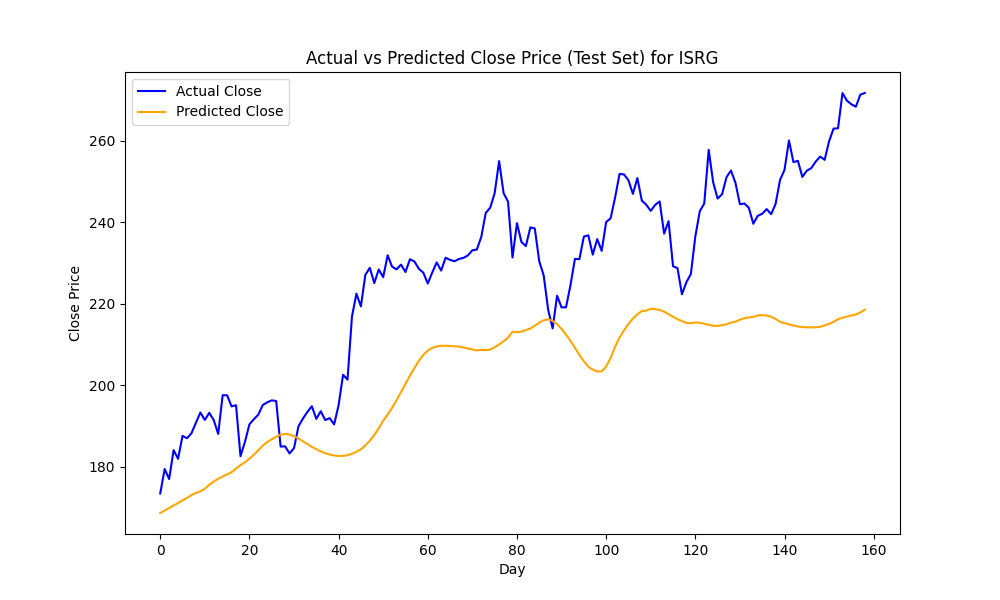 Actual vs Predicted Close Price (Test Set) for ISRG
Actual Close
Predicted Close
260
240
220
200
180
Close Price
0 20 40 60 80 100 120 140 160
Day